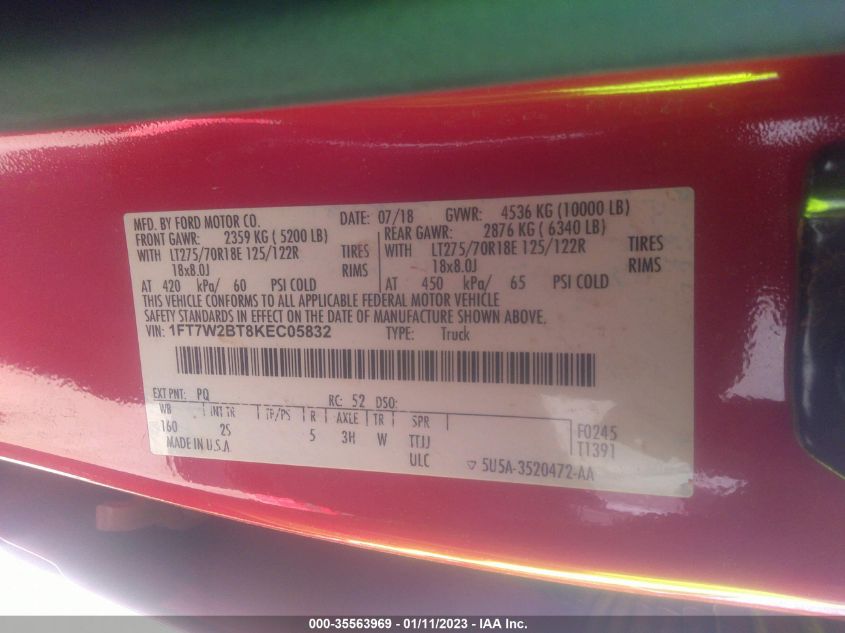 MFD. BY FORD MOTOR CO. DATE: 07/18 GVWR: 4536 KG (10000 LB)
FRONT GAWR: 2359 KG ( 5200 LB) REAR GAWR: 2876 KG ( 6340 LB)
WITH LT275/70R18E 125/122R TIRES WITH LT275/70R18E 125/122R TIRES
18x8.0J RIMS 18x8.0J RIMS
AT 420 kPa/ 60 PSI COLD AT 450 kPa/ 65 PSI COLD
THIS VEHICLE CONFORMS TO ALL APPLICABLE FEDERAL MOTOR VEHICLE
SAFETY STANDARDS IN EFFECT ON THE DATE OF MANUFACTURE SHOWN ABOVE.
VIN: 1FT7W2BT8KEC05832 TYPE: Truck
EXT PNT: PQ RC: 52 DSO:
WB INT TR TP/PS R AXLE TR SPR
160 2S 5 3H W TTJJ F0245
MADE IN U.S.A. ULC T1391
5U5A-3520472-AA
000-35563969 - 01/11/2023 - IAA Inc.